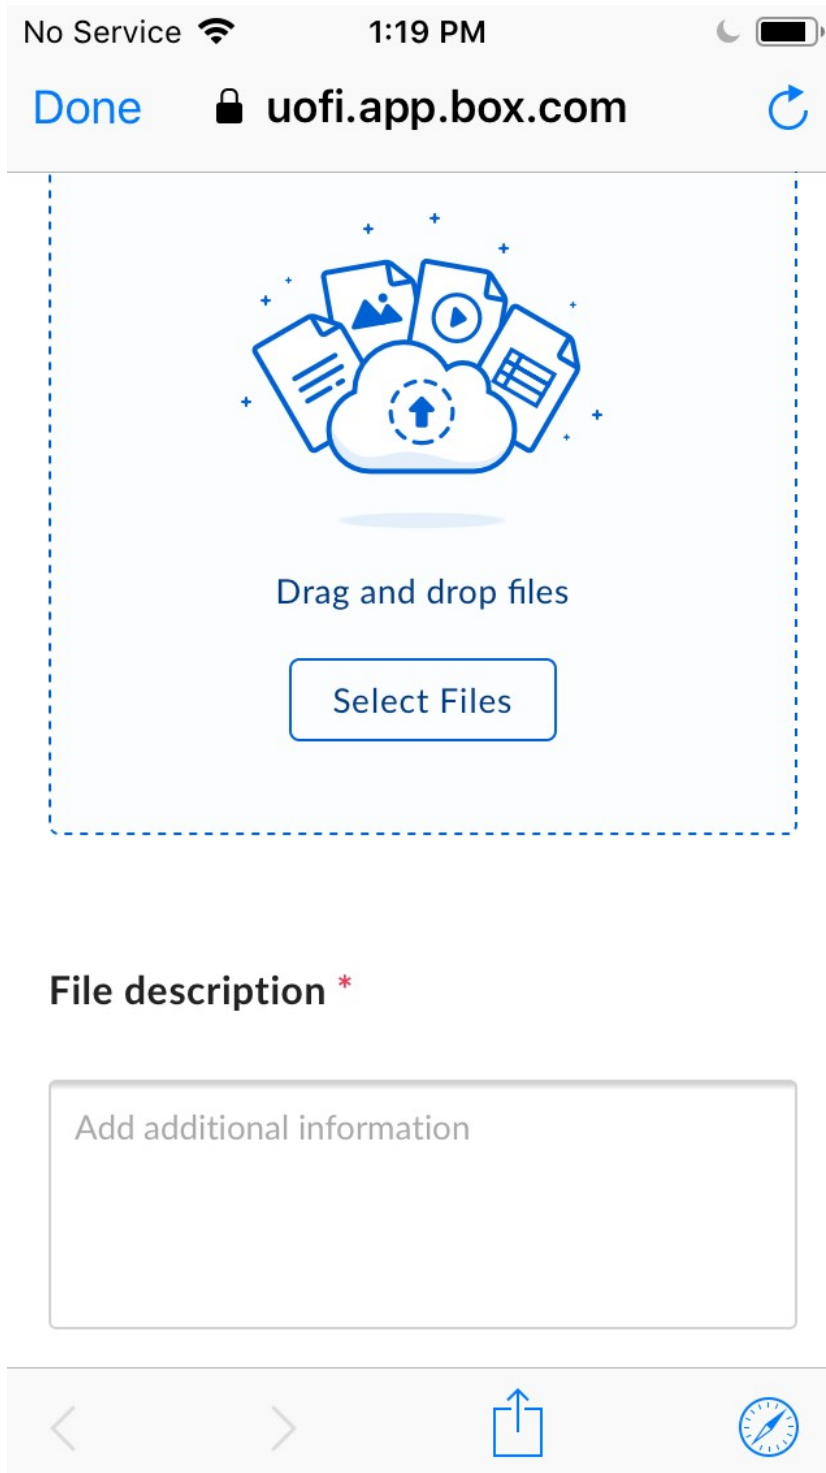 No Service 1:19 PM
Done uofi.app.box.com
Drag and drop files
Select Files
File description *
Add additional information